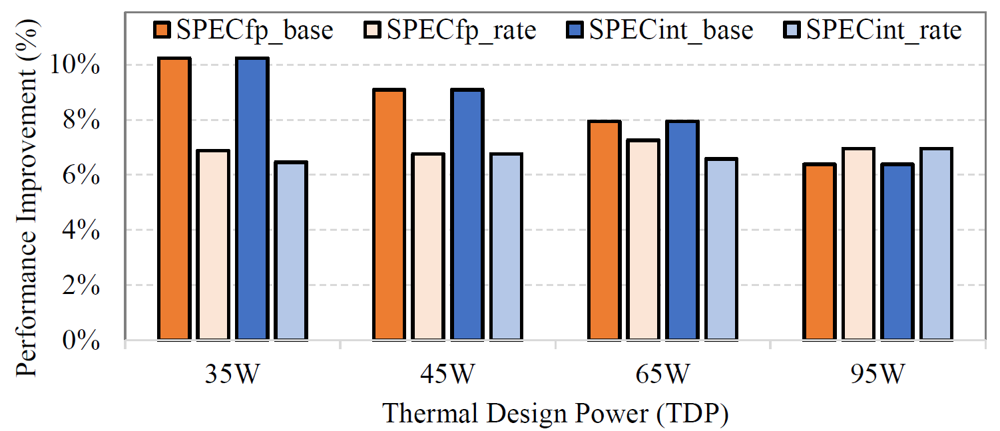 SPECfp_base SPECfp_rate SPECint_base SPECint_rate
Performance Improvement (%)
10%
8%
6%
4%
2%
0%
35W 45W 65W 95W
Thermal Design Power (TDP)